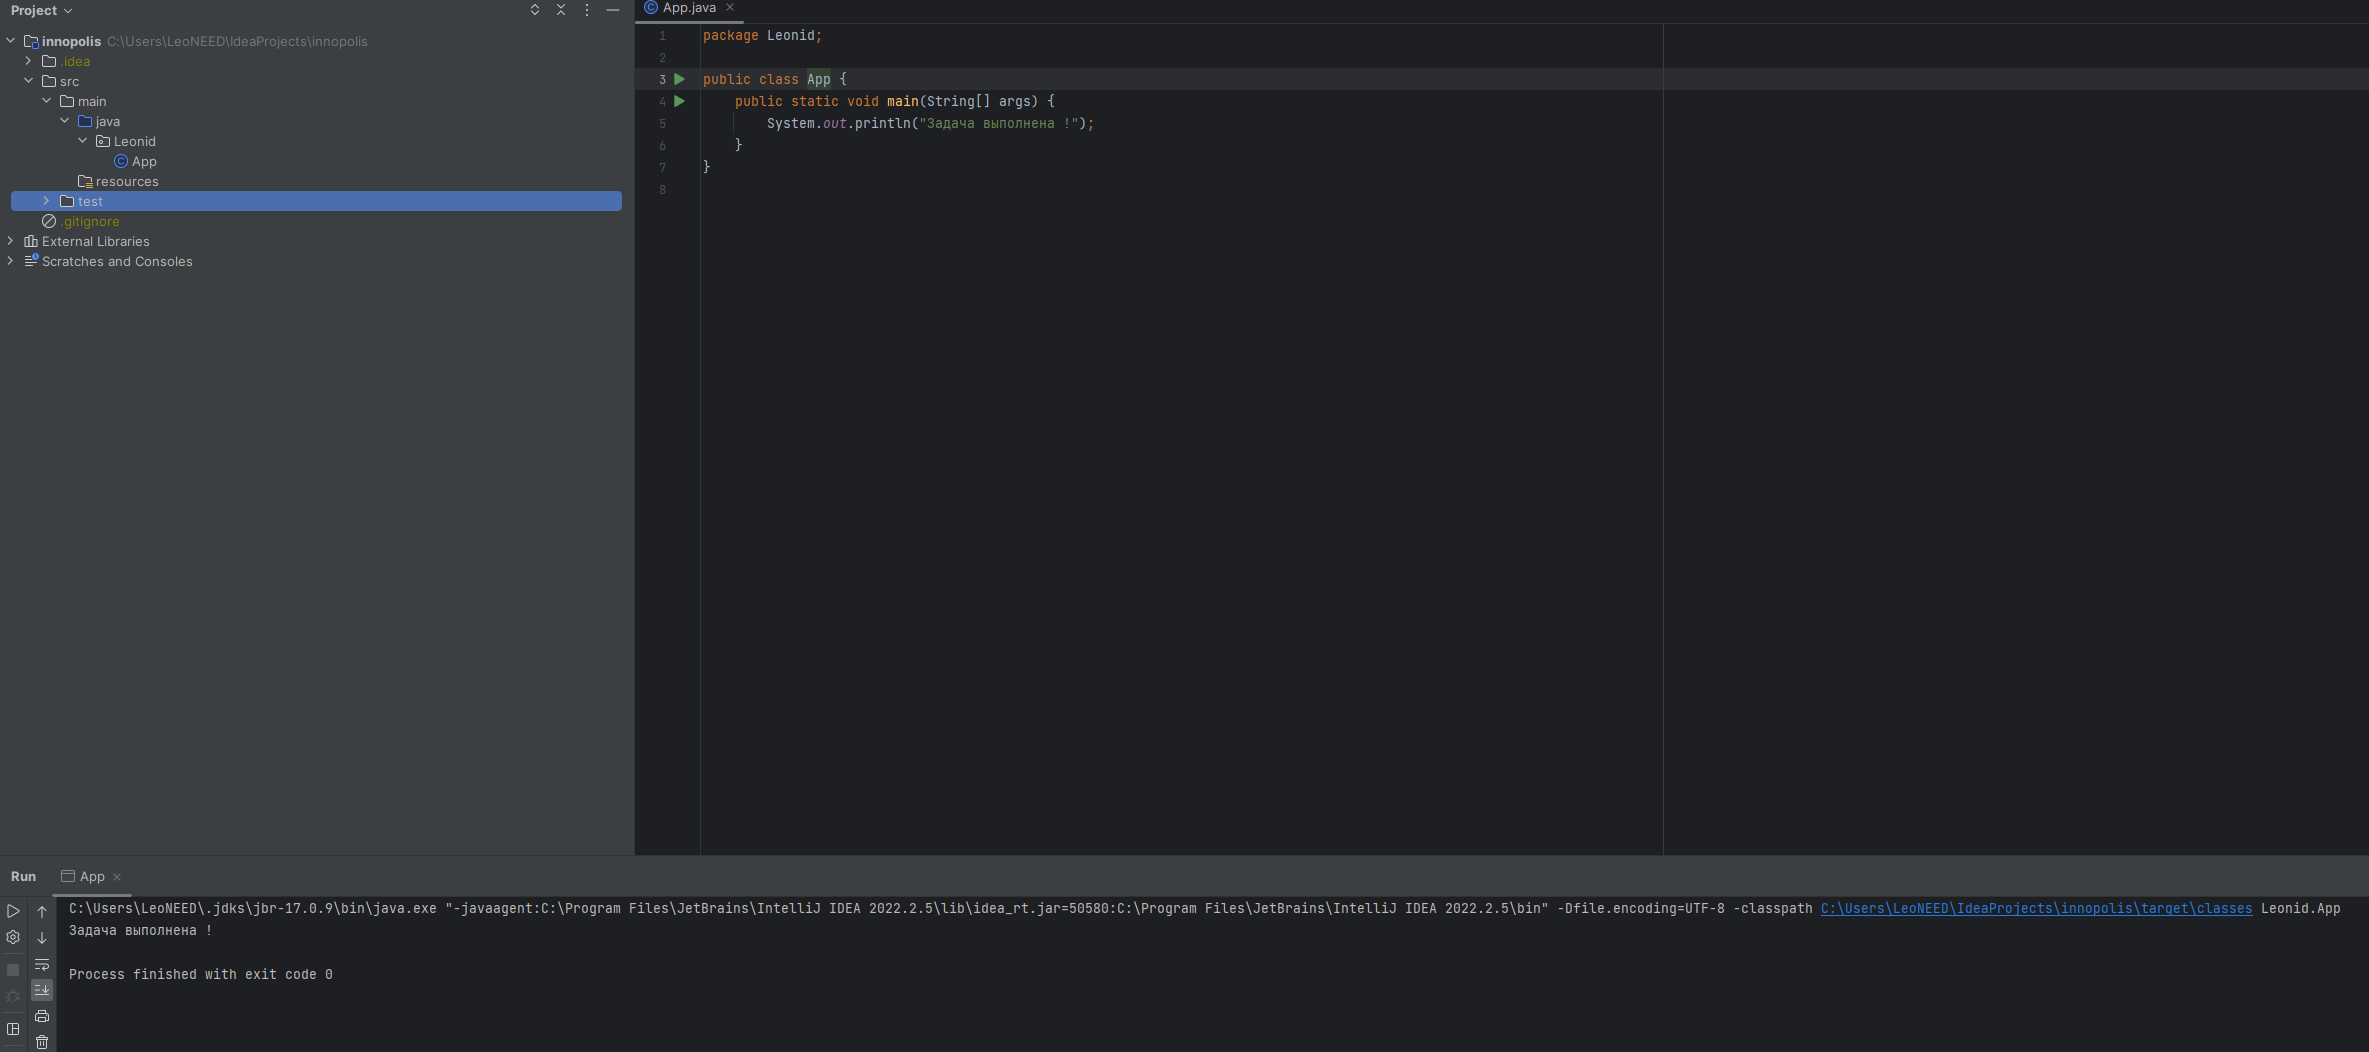 Project
innopolis C:\Users\LeoNEED\IdeaProjects\innopolis
.idea
src
main
java
Leonid
App
resources
test
.gitignore
External Libraries
Scratches and Consoles
App.java
1 package Leonid;
2
3 public class App {
4 public static void main(String[] args) {
5 System.out.println("Задача выполнена !");
6 }
7 }
8
Run App
C:\Users\LeoNEED\.jdks\jbr-17.0.9\bin\java.exe "-javaagent:C:\Program Files\JetBrains\IntelliJ IDEA 2022.2.5\lib\idea_rt.jar=50580:C:\Program Files\JetBrains\IntelliJ IDEA 2022.2.5\bin" -Dfile.encoding=UTF-8 -classpath C:\Users\LeoNEED\IdeaProjects\innopolis\target\classes Leonid.App
Задача выполнена !
Process finished with exit code 0